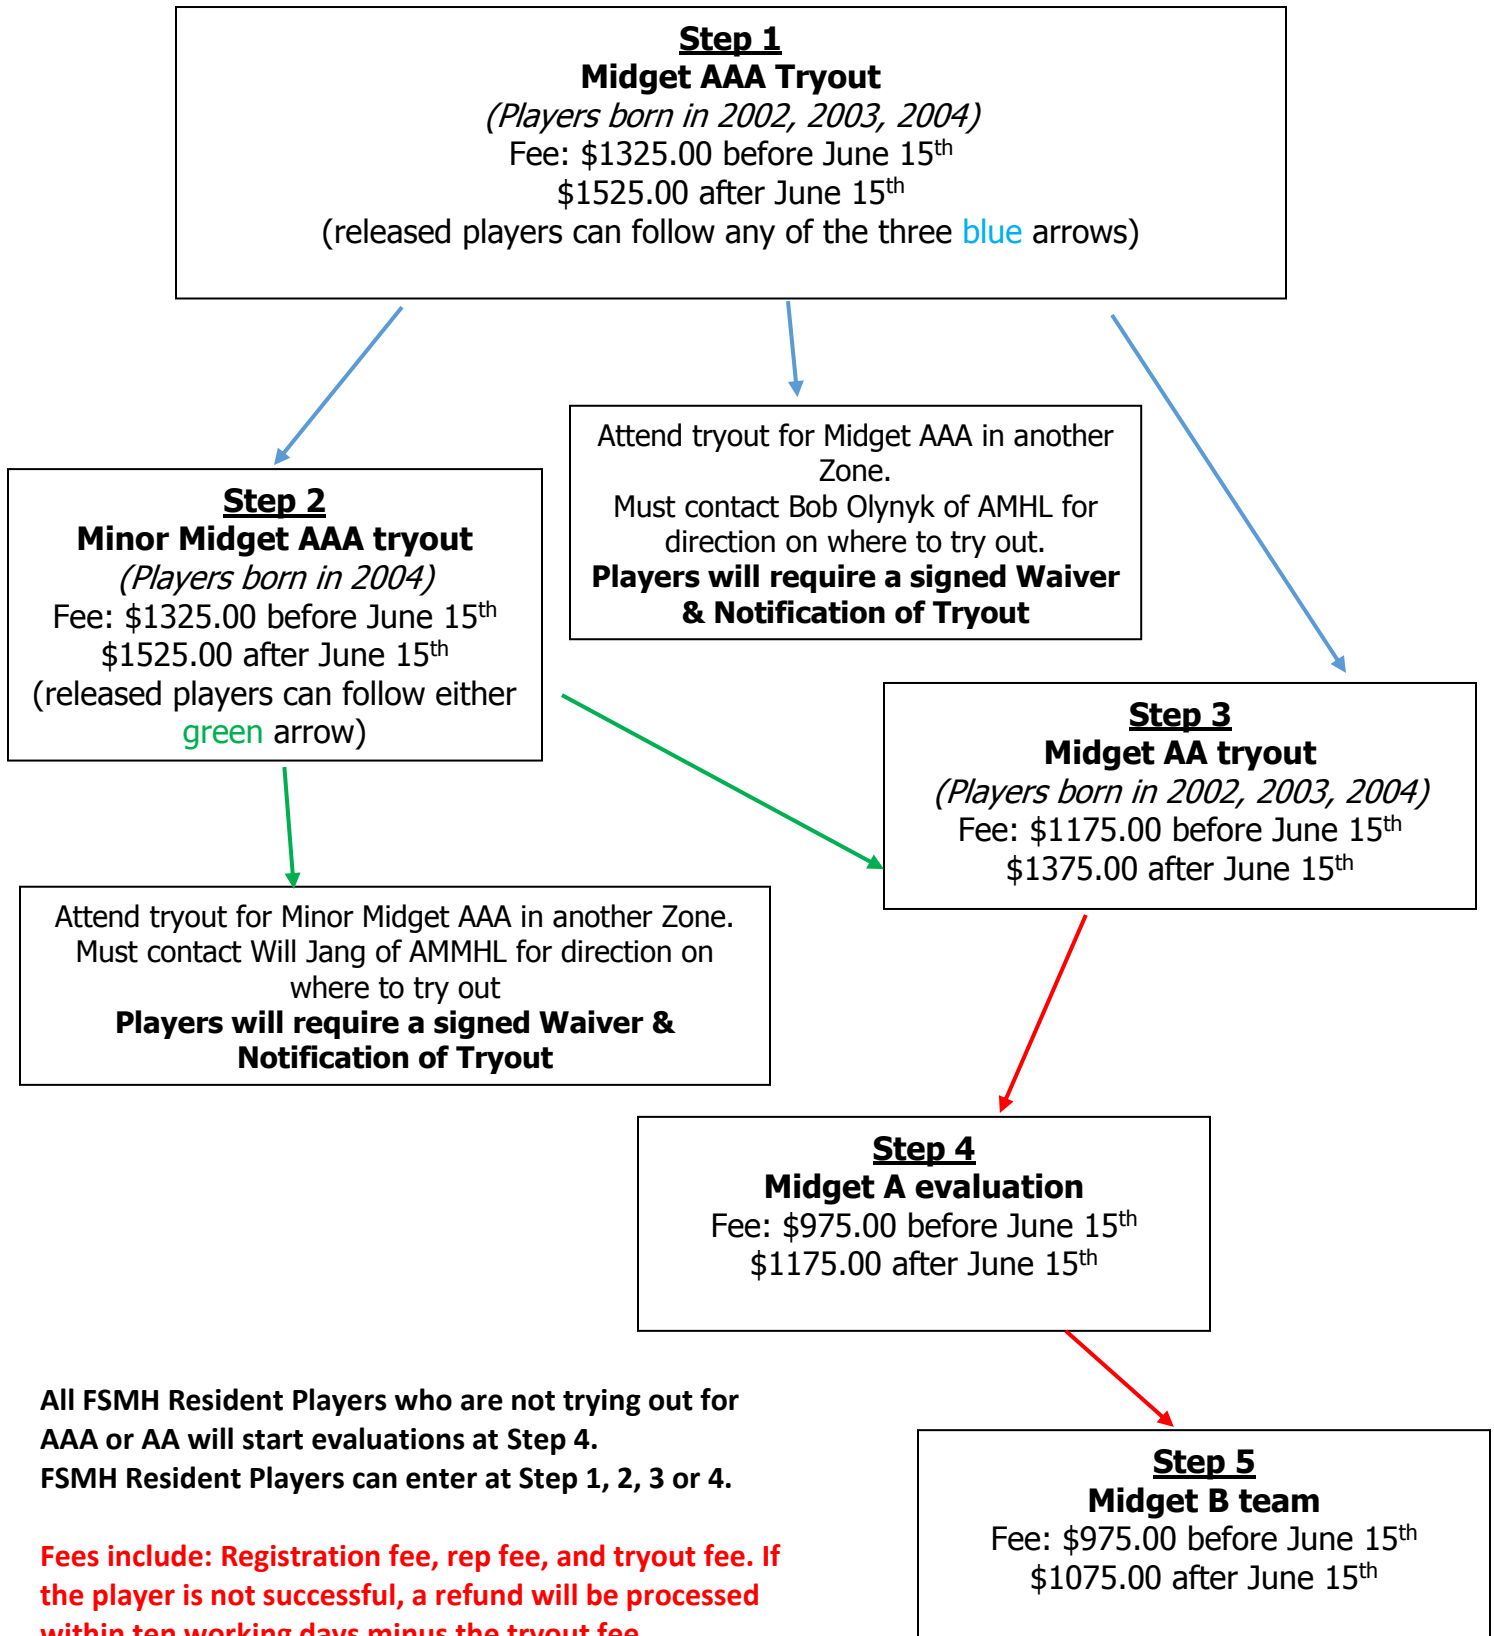 Step 1
Midget AAA Tryout
(Players born in 2002, 2003, 2004)
Fee: $1325.00 before June 15th
$1525.00 after June 15th
(released players can follow any of the three blue arrows)
Attend tryout for Midget AAA in another
Zone.
Must contact Bob Olynyk of AMHL for
direction on where to try out.
Players will require a signed Waiver
& Notification of Tryout
Step 2
Minor Midget AAA tryout
(Players born in 2004)
Fee: $1325.00 before June 15th
$1525.00 after June 15th
(released players can follow either
green arrow)
Step 3
Midget AA tryout
(Players born in 2002, 2003, 2004)
Fee: $1175.00 before June 15th
$1375.00 after June 15th
Attend tryout for Minor Midget AAA in another Zone.
Must contact Will Jang of AMMHL for direction on
where to try out
Players will require a signed Waiver &
Notification of Tryout
Step 4
Midget A evaluation
Fee: $975.00 before June 15th
$1175.00 after June 15th
All FSMH Resident Players who are not trying out for
AAA or AA will start evaluations at Step 4.
FSMH Resident Players can enter at Step 1, 2, 3 or 4.
Fees include: Registration fee, rep fee, and tryout fee. If
the player is not successful, a refund will be processed
within ten working days minus the tryout fee
Step 5
Midget B team
Fee: $975.00 before June 15th
$1075.00 after June 15th